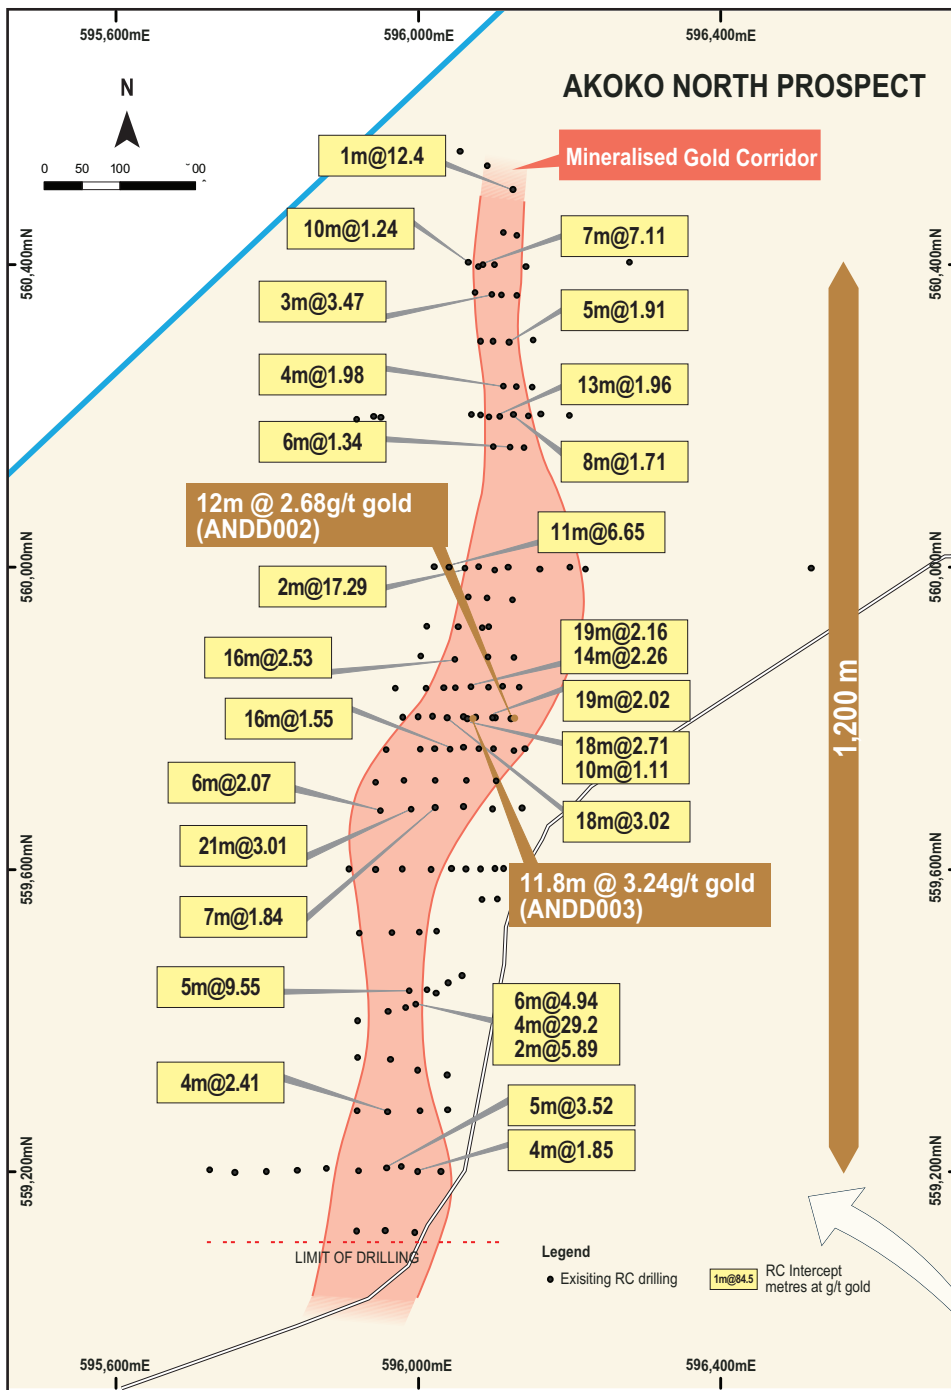 595,600mE
596,000mE
596,400mE
AKOKO NORTH PROSPECT
N
0 50 100
Mineralised Gold Corridor
1m@12.4
10m@1.24
7m@7.11
560,400mN
560,400mN
3m@3.47
5m@1.91
4m@1.98
13m@1.96
6m@1.34
8m@1.71
12m @ 2.68g/t gold
(ANDD002)
11m@6.65
560,000mN
560,000mN
2m@17.29
19m@2.16
14m@2.26
16m@2.53
19m@2.02
16m@1.55
1,200 m
18m@2.71
10m@1.11
6m@2.07
18m@3.02
21m@3.01
559,600mN
559,600mN
11.8m @ 3.24g/t gold
(ANDD003)
7m@1.84
5m@9.55
6m@4.94
4m@29.2
2m@5.89
4m@2.41
5m@3.52
4m@1.85
559,200mN
559,200mN
LIMIT OF DRILLING
Legend
Exisiting RC drilling
1m@84.5
RC Intercept
metres at g/t gold
595,600mE
596,000mE
596,400mE